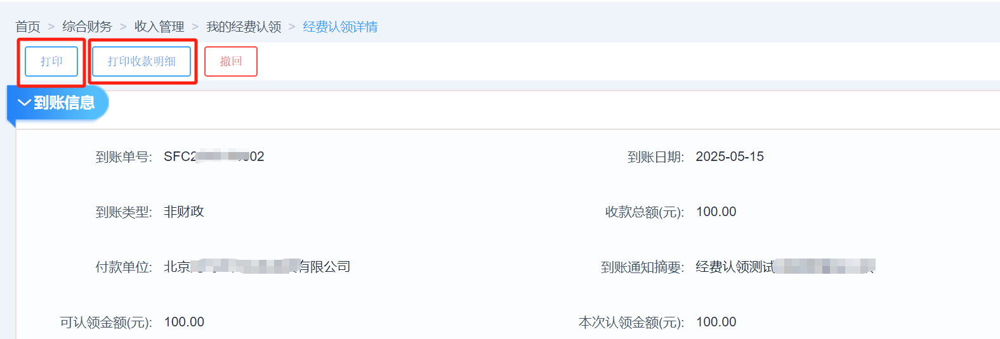 首页 > 综合财务 > 收入管理 > 我的经费认领 > 经费认领详情
打印 打印收款明细 撤回
到账信息
到账单号: SFC2 02 到账日期: 2025-05-15
到账类型: 非财政 收款总额(元): 100.00
付款单位: 北京 有限公司 到账通知摘要: 经费认领测试
可认领金额(元): 100.00 本次认领金额(元): 100.00